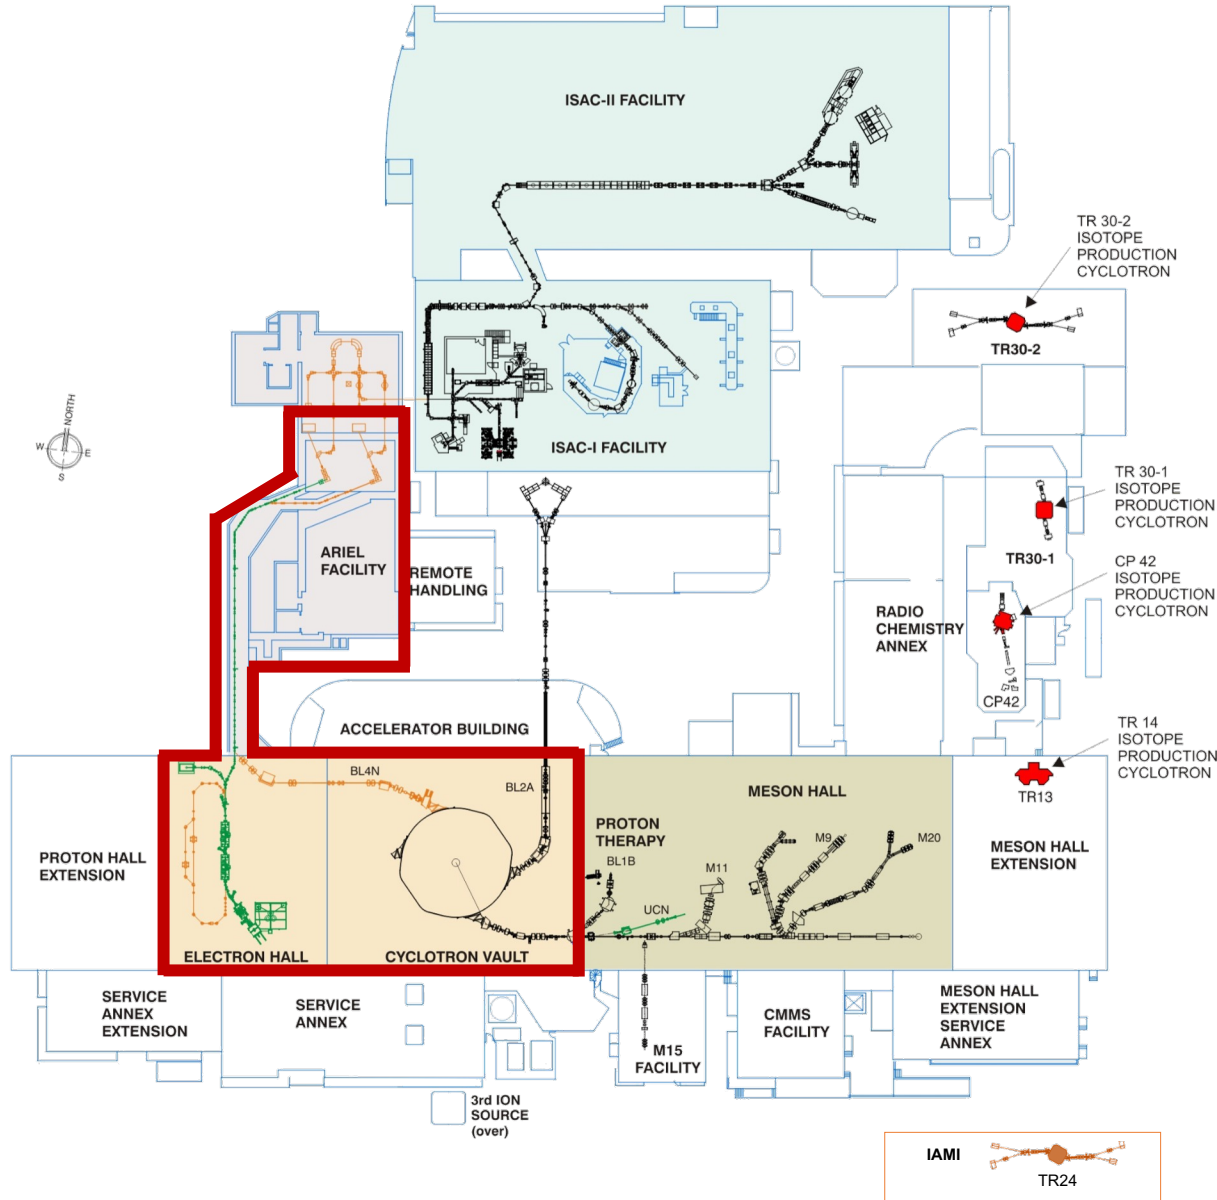 ISAC-II FACILITY
TR 30-2
ISOTOPE
PRODUCTION
CYCLOTRON
TR30-2
NORTH
W
E
S
ISAC-I FACILITY
TR 30-1
ISOTOPE
PRODUCTION
CYCLOTRON
TR30-1
ARIEL
FACILITY
REMOTE
HANDLING
CP 42
ISOTOPE
PRODUCTION
CYCLOTRON
RADIO
CHEMISTRY
ANNEX
CP42
ACCELERATOR BUILDING
TR 14
ISOTOPE
PRODUCTION
CYCLOTRON
TR13
BL4N
BL2A
MESON HALL
PROTON
THERAPY
BL1B
M9
M20
M11
UCN
PROTON HALL
EXTENSION
MESON HALL
EXTENSION
ELECTRON HALL
CYCLOTRON VAULT
SERVICE
ANNEX
EXTENSION
SERVICE
ANNEX
M15
FACILITY
CMMS
FACILITY
MESON HALL
EXTENSION
SERVICE
ANNEX
3rd ION
SOURCE
(over)
IAMI
TR24